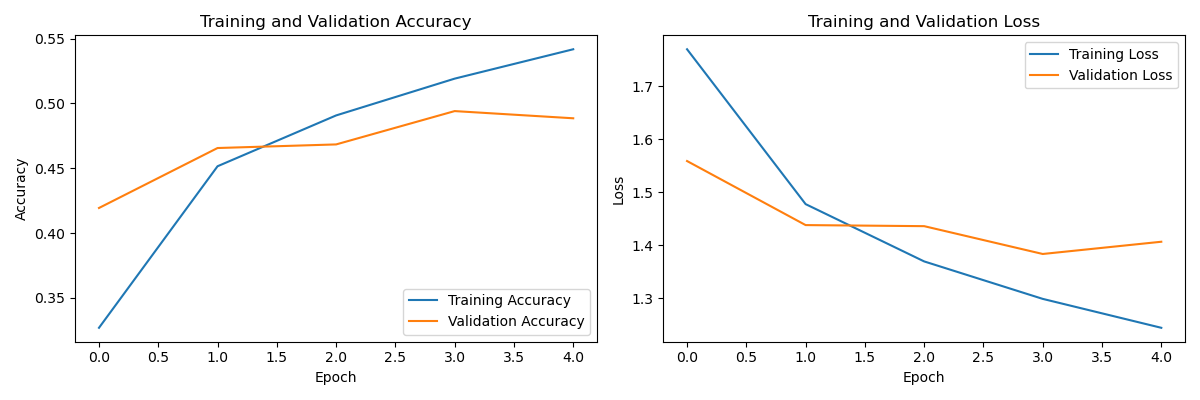 Training and Validation Accuracy
0.55
0.50
0.45
0.40
0.35
Accuracy
0.0 0.5 1.0 1.5 2.0 2.5 3.0 3.5 4.0
Epoch
Training Accuracy
Validation Accuracy
Training and Validation Loss
1.7
1.6
1.5
1.4
1.3
Loss
0.0 0.5 1.0 1.5 2.0 2.5 3.0 3.5 4.0
Epoch
Training Loss
Validation Loss